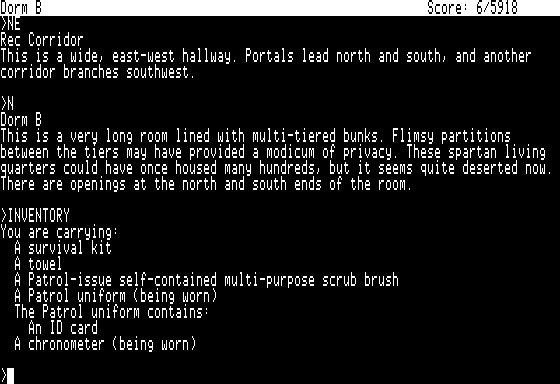 Dorm B Score: 6/5918
>NE
Rec Corridor
This is a wide, east-west hallway. Portals lead north and south, and another
corridor branches southwest.
>N
Dorm B
This is a very long room lined with multi-tiered bunks. Flimsy partitions
between the tiers may have provided a modicum of privacy. These spartan living
quarters could have once housed many hundreds, but it seems quite deserted now.
There are openings at the north and south ends of the room.
>INVENTORY
You are carrying:
A survival kit
A towel
A Patrol-issue self-contained multi-purpose scrub brush
A Patrol uniform (being worn)
The Patrol uniform contains:
An ID card
A chronometer (being worn)
>